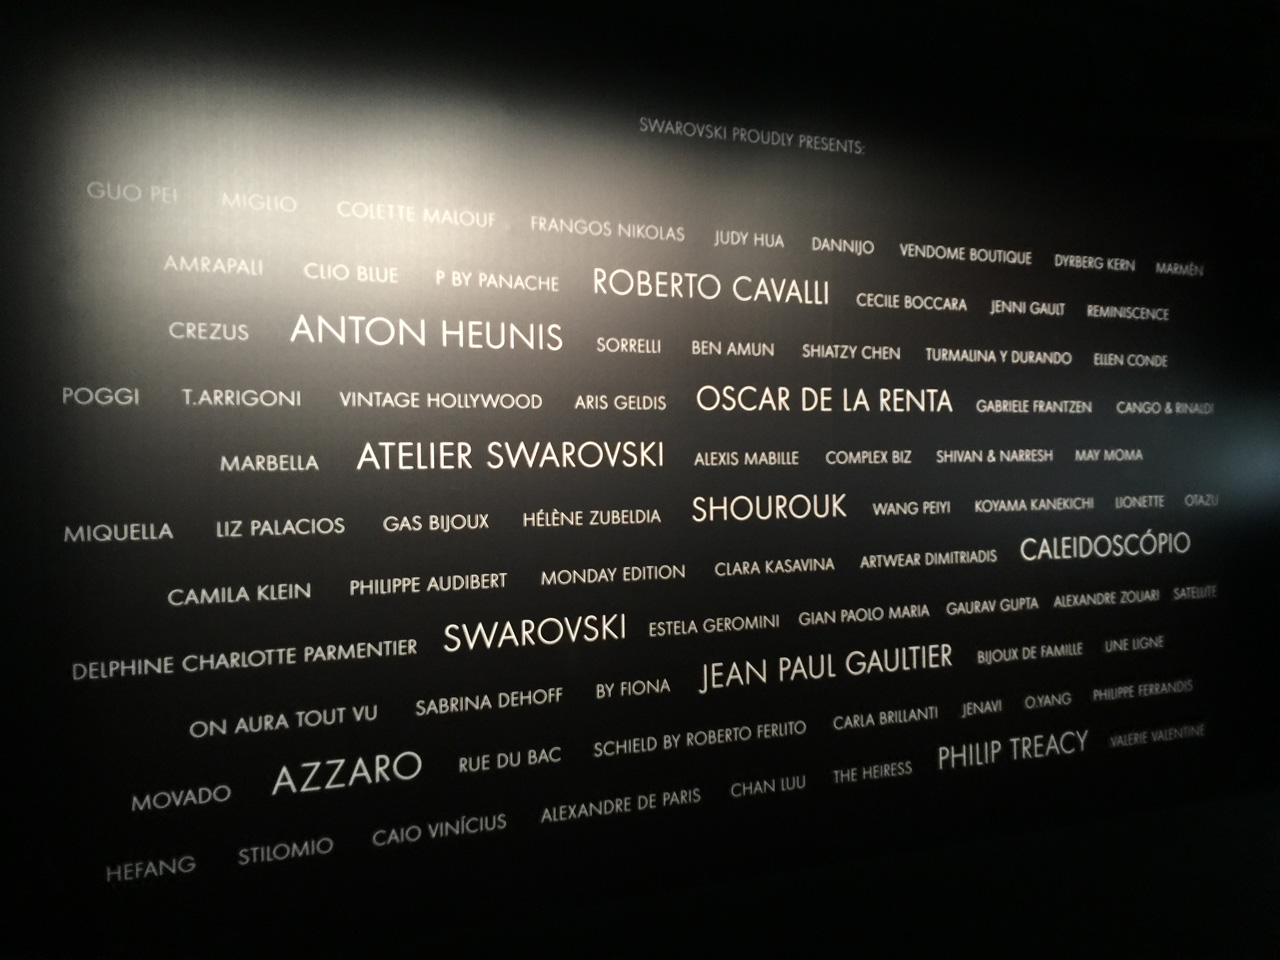 SWAROVSKI PROUDLY PRESENTS:
GUO PEI MIGLIO COLETTE MALOUF FRANGOS NIKOLAS JUDY HUA DANNIJO VENDOME BOUTIQUE DYRBERG KERN MARMĒN
AMRAPALI CLIO BLUE P BY PANACHE ROBERTO CAVALLI CECILE BOCCARA JENNI GAULT REMINISCENCE
CREZUS ANTON HEUNIS SORRELLI BEN AMUN SHIATZY CHEN TURMALINA Y DURANDO ELLEN CONDE
POGGI T.ARRIGONI VINTAGE HOLLYWOOD ARIS GELDIS OSCAR DE LA RENTA GABRIELE FRANTZEN CANGO & RINALDI
MARBELLA ATELIER SWAROVSKI ALEXIS MABILLE COMPLEX BIZ SHIVAN & NARRESH MAY MOMA
MIQUELLA LIZ PALACIOS GAS BIJOUX HÉLÈNE ZUBELDIA SHOUROUK WANG PEIYI KOYAMA KANEKICHI LIONETTE OTAZU
CAMILA KLEIN PHILIPPE AUDIBERT MONDAY EDITION CLARA KASAVINA ARTWEAR DIMITRIADIS CALEIDOSCÓPIO
DELPHINE CHARLOTTE PARMENTIER SWAROVSKI ESTELA GEROMINI GIAN PAOLO MARIA GAURAV GUPTA ALEXANDRE ZOUARI SATELLITE
ON AURA TOUT VU SABRINA DEHOFF BY FIONA JEAN PAUL GAULTIER BIJOUX DE FAMILLE UNE LIGNE
MOVADO AZZARO RUE DU BAC SCHIELD BY ROBERTO FERLITO CARLA BRILLANTI JENAVI O.YANG PHILIPPE FERRANDIS
HEFANG STILOMIO CAIO VINÍCIUS ALEXANDRE DE PARIS CHAN LUU THE HEIRESS PHILIP TREACY VALERIE VALENTINE